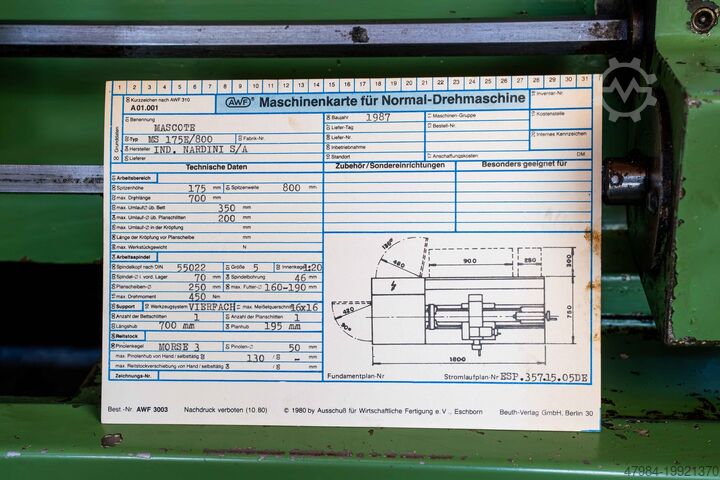 1 2 3 4 5 6 7 8 9 10 11 12 13 14 15 16 17 18 19 20 21 22 23 24 25 26 27 28 29 30 31
Kurzzeichen nach AWF 310
A 01.001
AWF® Maschinenkarte für Normal-Drehmaschine
Inventar-Nr.
Grunddaten
Benennung MASCOTE
Baujahr 1987
Maschinen-Gruppe
Kostenstelle
Liefer-Tag
Bestell-Nr.
Typ MS 175E/800
Fabrik-Nr.
Liefer-Nr.
Internes Kennzeichen
Hersteller IND. NARDINI S/A
Inbetriebnahme
Lieferer
Standort
Anschaffungskosten DM
Technische Daten
Zubehör/Sondereinrichtungen
Besonders geeignet für
Arbeitsbereich
Spitzenhöhe 175 mm Spitzenweite 800 mm
max. Drehlänge 700 mm
max. Umlauf∅ üb. Bett 350 mm
max. Umlauf∅ üb. Planschlitten 200 mm
max. Umlauf∅ in der Kröpfung mm
Länge der Kröpfung vor Planscheibe mm
max. Werkstückgewicht N
Arbeitsspindel
Spindelkopf nach DIN 55022 Größe 5 Innenkegel 1:20
Spindel-∅ i. vord. Lager 70 mm Spindelbohrung 46 mm
Planscheiben-∅ 250 mm max. Futter-∅ 160-190 mm
max. Drehmoment 450 Nm
Support Werkzeugsystem VIERFACH max. Meißelquerschnitt 16x16
Anzahl der Bettschlitten 1 Anzahl der Planschlitten 1
Längshub 700 mm Planhub 195 mm
Reitstock
Pinolenkegel MORSE 3 Pinolen-∅ 50 mm
max. Pinolenhub von Hand / selbsttätig 130 / - mm
max. Reitstockverschiebung von Hand / selbsttätig / mm
Zeichnungs-Nr.
130°
460
900
250
390
420
90°
750
1800
Fundamentplan-Nr.
Stromlaufplan-Nr. ESP.357.15.05DE
Best.-Nr. AWF 3003 Nachdruck verboten (10.80) © 1980 by Ausschuß für Wirtschaftliche Fertigung e.V., Eschborn Beuth-Verlag GmbH, Berlin 30
47984-19921370